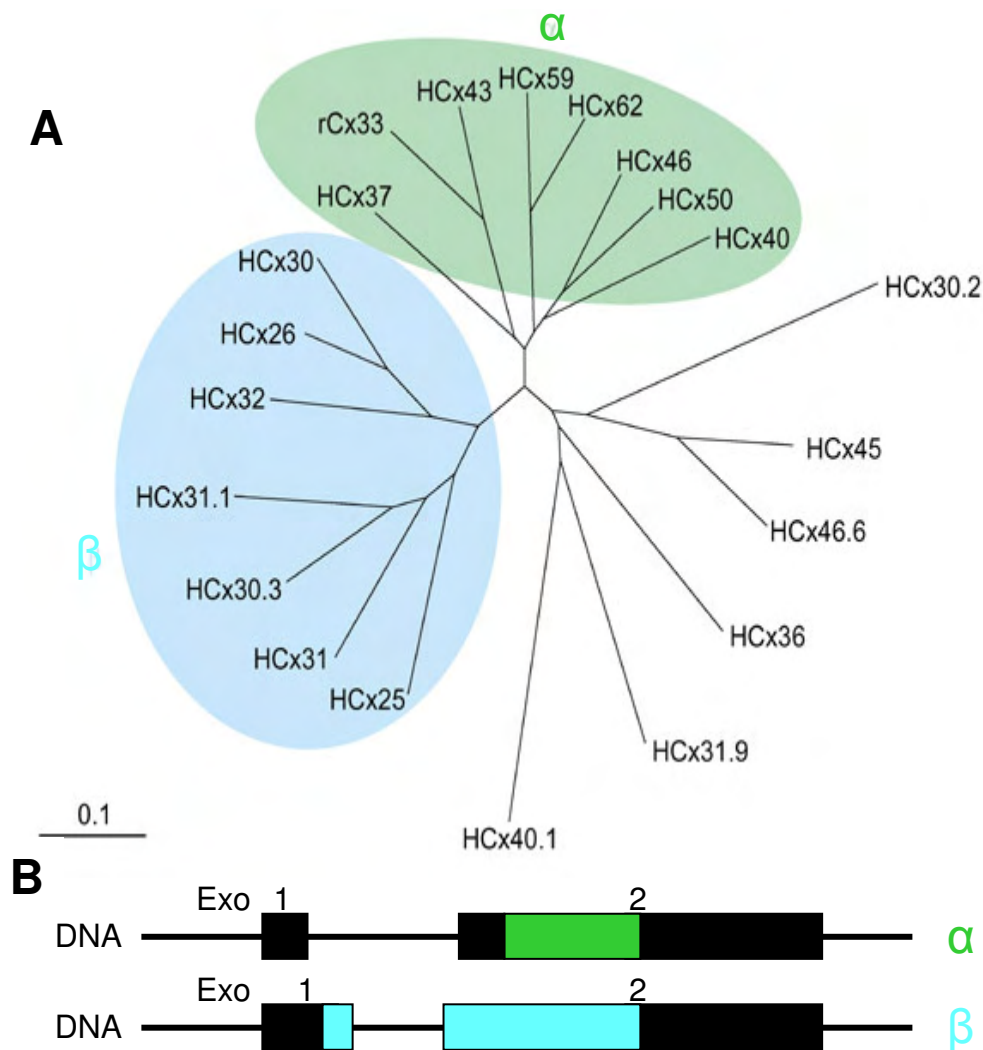 α
A
HCx59
HCx43
HCx62
rCx33
HCx46
HCx37
HCx50
HCx40
HCx30
HCx30.2
HCx26
HCx32
HCx45
HCx31.1
HCx46.6
β
HCx30.3
HCx36
HCx31
HCx25
HCx31.9
0.1
HCx40.1
B
Exo 1 2
DNA α
Exo 1 2
DNA β